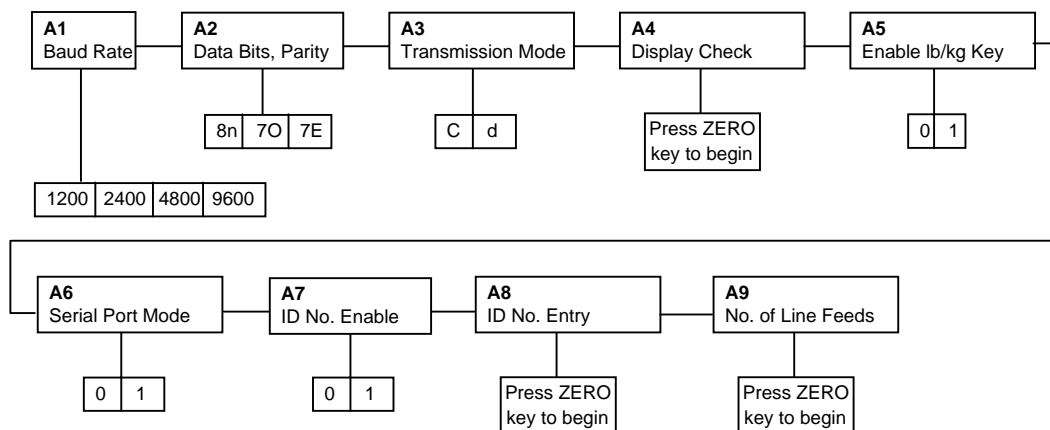 A1
Baud Rate
A2
Data Bits, Parity
A3
Transmission Mode
A4
Display Check
A5
Enable lb/kg Key
8n 7O 7E
C d
Press ZERO
key to begin
0 1
1200 2400 4800 9600
A6
Serial Port Mode
A7
ID No. Enable
A8
ID No. Entry
A9
No. of Line Feeds
0 1
0 1
Press ZERO
key to begin
Press ZERO
key to begin